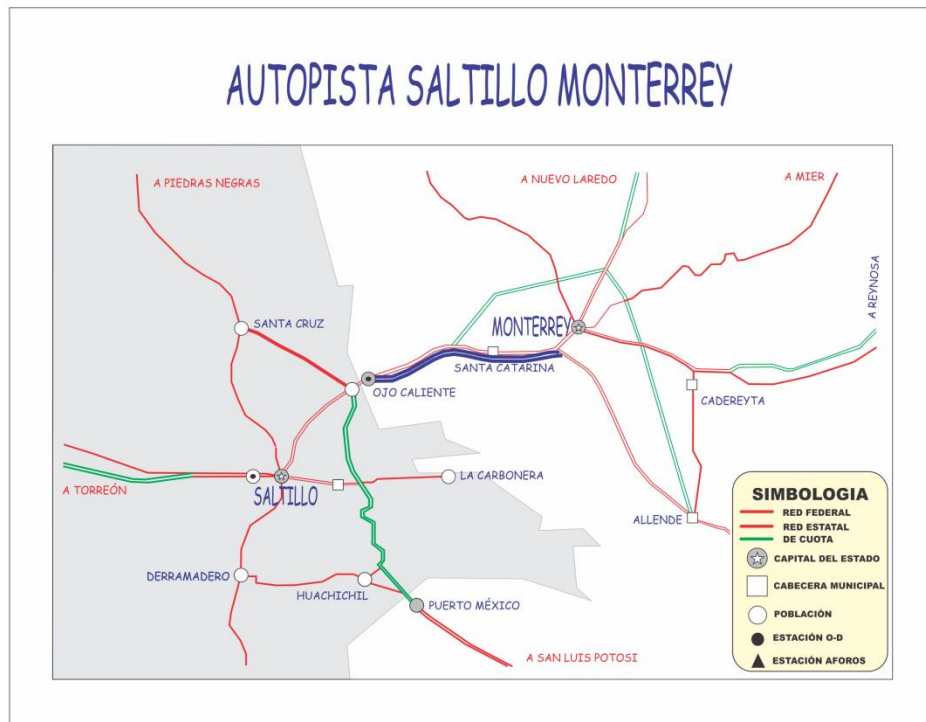 AUTOPISTA SALTILLO MONTERREY
A PIEDRAS NEGRAS
A NUEVO LAREDO
A MIER
A REYNOSA
SANTA CRUZ
MONTERREY
SANTA CATARINA
OJO CALIENTE
CADEREYTA
LA CARBONERA
A TORREÓN
SALTILLO
ALLENDE
DERRAMADERO
HUACHICHIL
PUERTO MÉXICO
A SAN LUIS POTOSI
SIMBOLOGIA
RED FEDERAL
RED ESTATAL
DE CUOTA
CAPITAL DEL ESTADO
CABECERA MUNICIPAL
POBLACIÓN
ESTACIÓN O-D
ESTACIÓN AFOROS